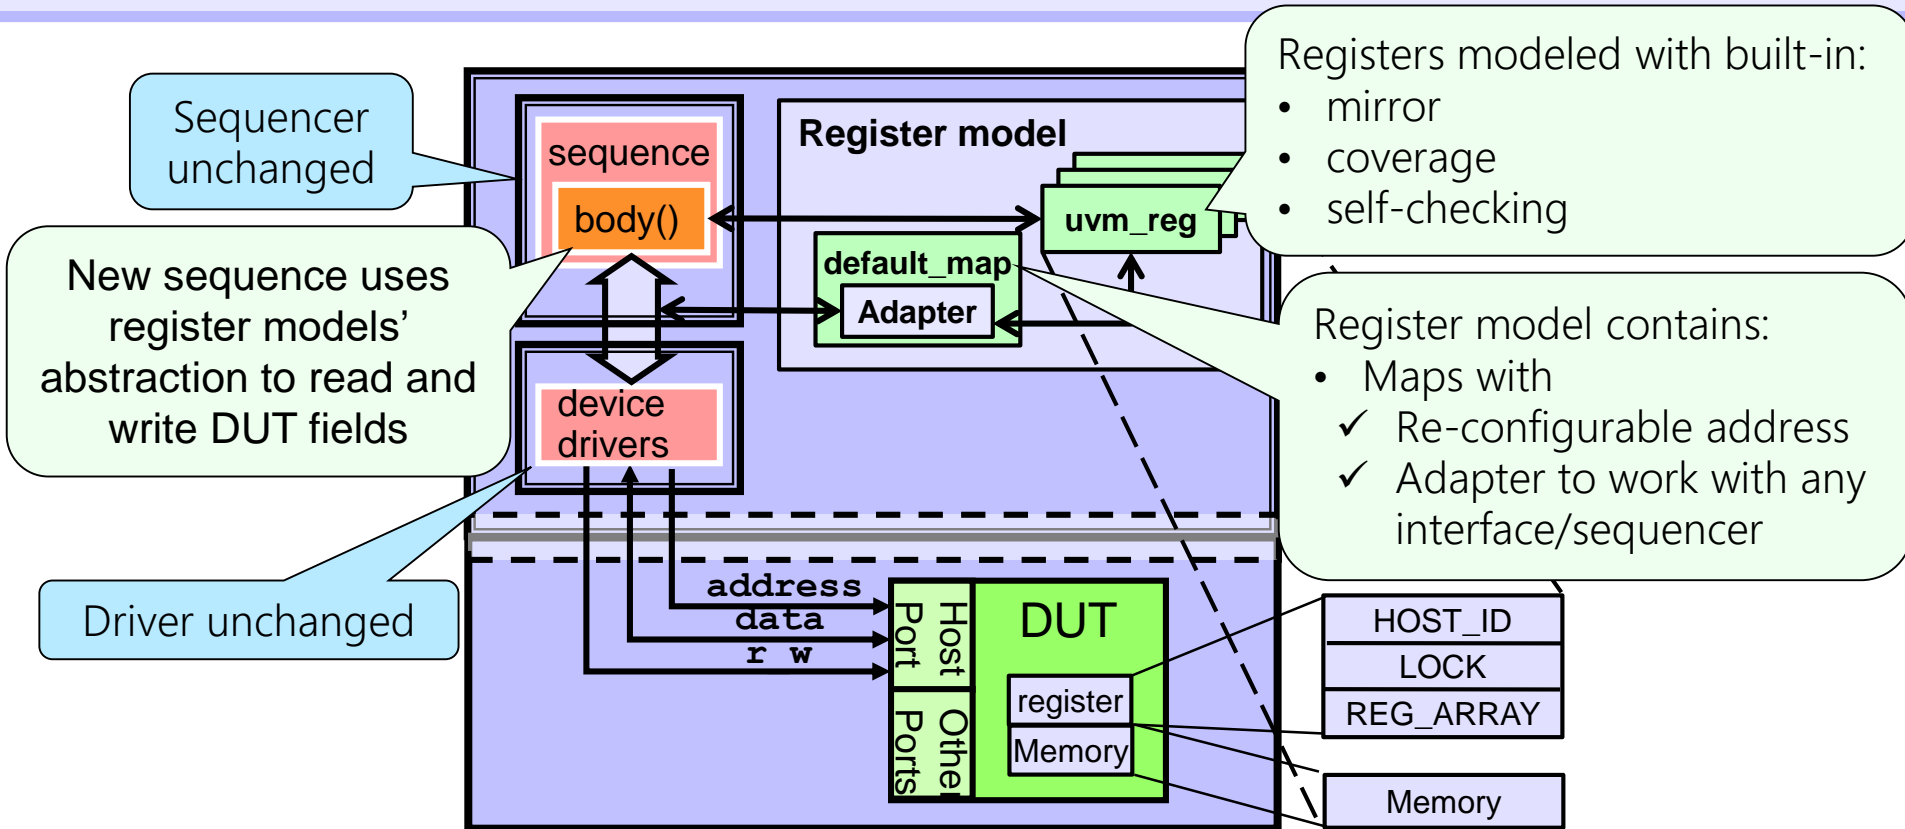 Registers modeled with built-in:
• mirror
• coverage
• self-checking
Sequencer
unchanged
sequence
body()
Register model
uvm_reg
default_map
Adapter
New sequence uses
register models’
abstraction to read and
write DUT fields
Register model contains:
• Maps with
✓ Re-configurable address
✓ Adapter to work with any
interface/sequencer
device
drivers
Driver unchanged
address
data
r w
Host
Port
Other
Ports
DUT
register
Memory
HOST_ID
LOCK
REG_ARRAY
Memory